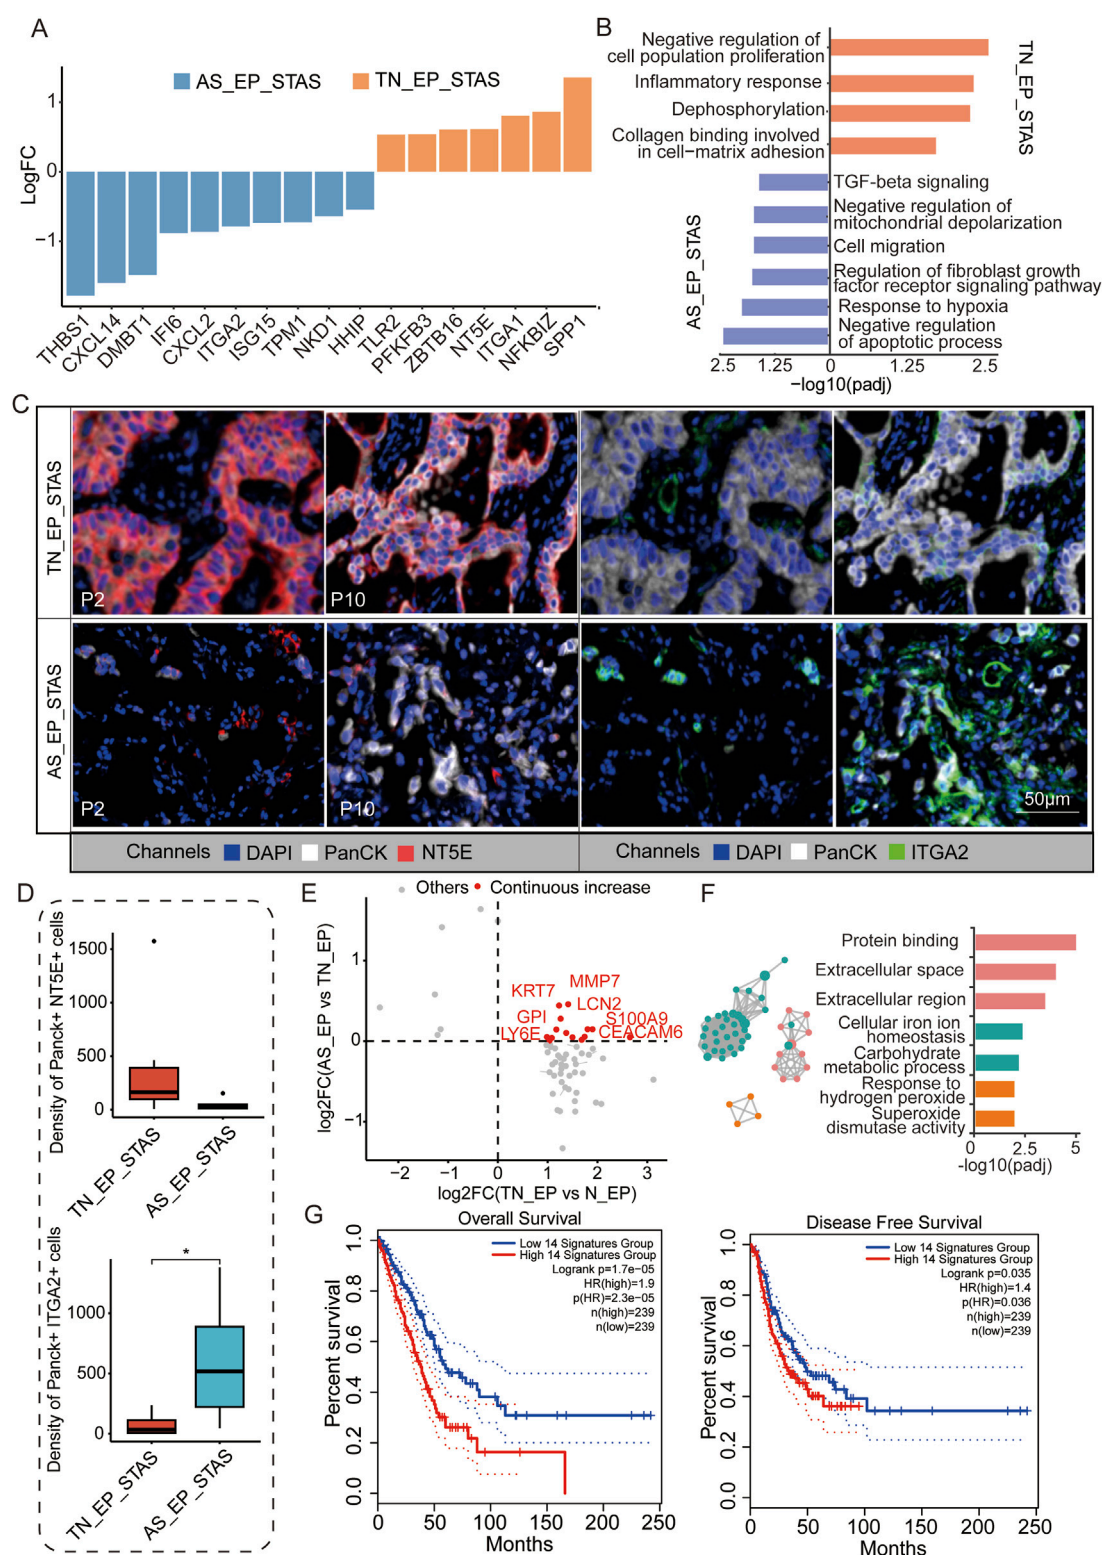 A
AS_EP_STAS
TN_EP_STAS
LogFC
1
0
−1
THBS1
CXCL14
DMBT1
IFI6
CXCL2
ITGA2
ISG15
TPM1
NKD1
HHIP
TLR2
PFKFB3
ZBTB16
NT5E
ITGA1
NFKBIZ
SPP1
B
Negative regulation of
cell population proliferation
Inflammatory response
Dephosphorylation
Collagen binding involved
in cell−matrix adhesion
TN_EP_STAS
TGF-beta signaling
Negative regulation of
mitochondrial depolarization
Cell migration
Regulation of fibroblast growth
factor receptor signaling pathway
Response to hypoxia
Negative regulation
of apoptotic process
AS_EP_STAS
2.5
1.25
0
1.25
2.5
−log10(padj)
C
TN_EP_STAS
P2
P10
AS_EP_STAS
P2
P10
50μm
Channels
DAPI
PanCK
NT5E
Channels
DAPI
PanCK
ITGA2
D
Density of Panck+ NT5E+ cells
1500
1000
500
0
TN_EP_STAS
AS_EP_STAS
Density of Panck+ ITGA2+ cells
*
1000
500
0
TN_EP_STAS
AS_EP_STAS
E
Others
Continuous increase
log2FC(AS_EP vs TN_EP)
1
0
−1
KRT7
MMP7
GPI
LCN2
S100A9
LY6E
CEACAM6
−2
−1
0
1
2
3
log2FC(TN_EP vs N_EP)
F
Protein binding
Extracellular space
Extracellular region
Cellular iron ion
homeostasis
Carbohydrate
metabolic process
Response to
hydrogen peroxide
Superoxide
dismutase activity
0
2.5
5
-log10(padj)
G
Overall Survival
Low 14 Signatures Group
High 14 Signatures Group
Logrank p=1.7e−05
HR(high)=1.9
p(HR)=2.3e−05
n(high)=239
n(low)=239
Percent survival
1.0
0.8
0.6
0.4
0.2
0.0
0
50
100
150
200
250
Months
Disease Free Survival
Low 14 Signatures Group
High 14 Signatures Group
Logrank p=0.035
HR(high)=1.4
p(HR)=0.036
n(high)=239
n(low)=239
Percent survival
1.0
0.8
0.6
0.4
0.2
0.0
0
50
100
150
200
250
Months